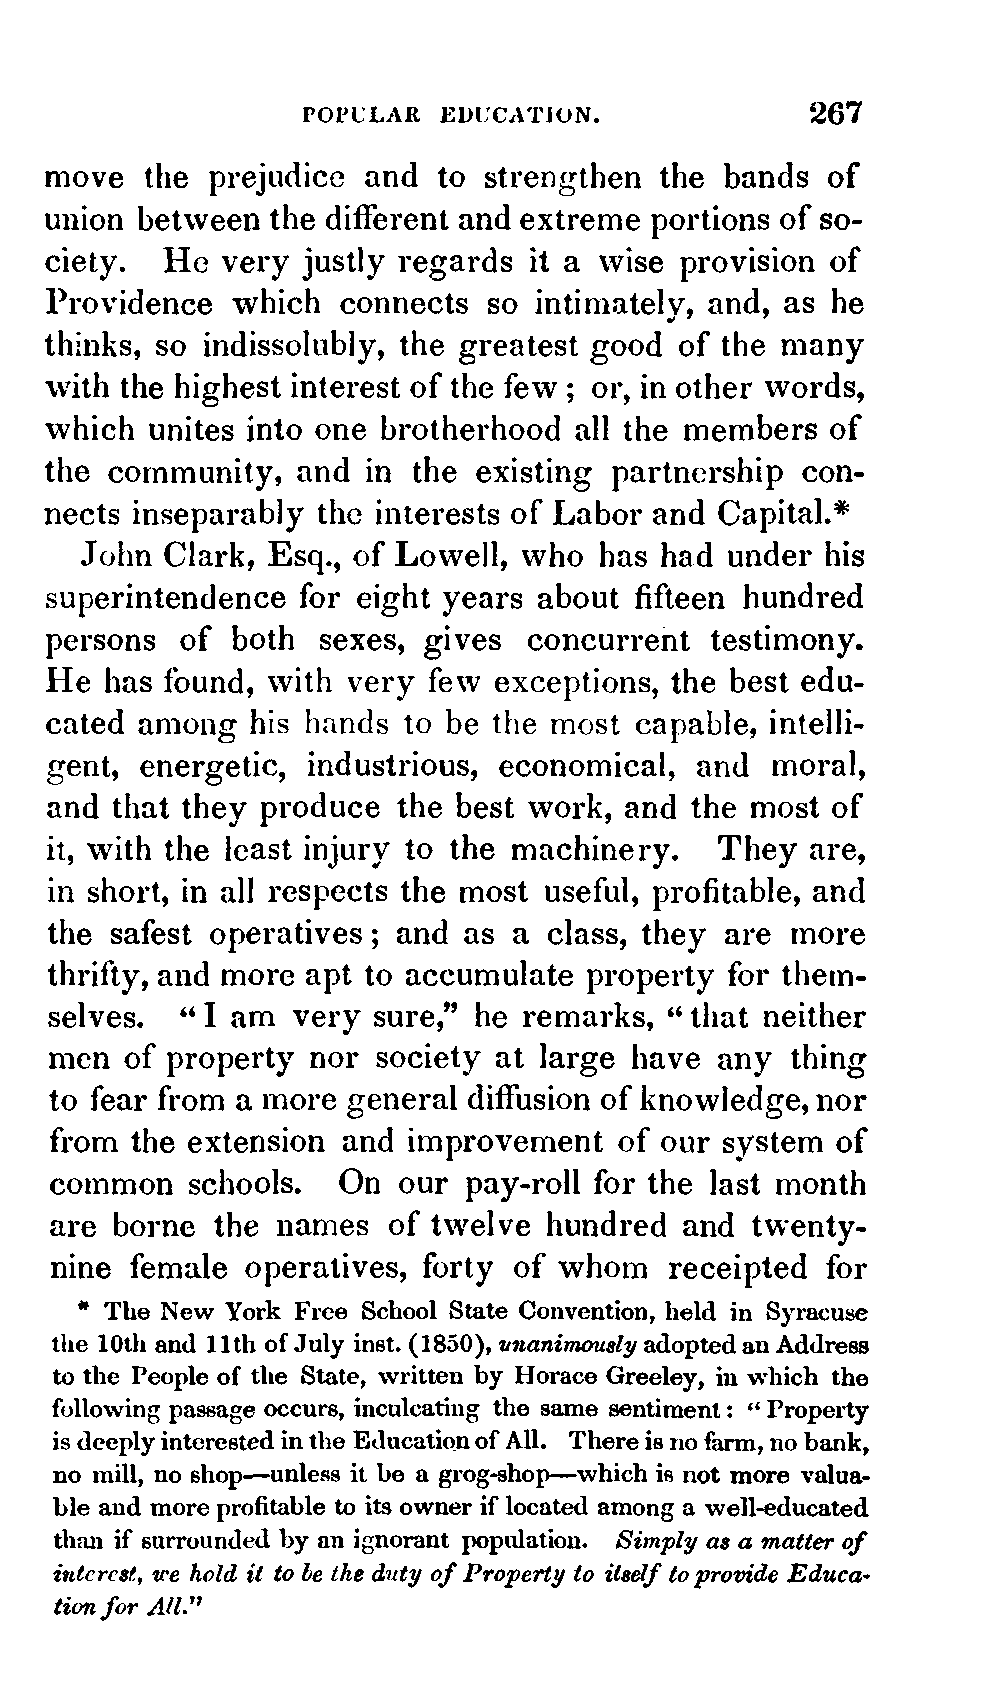 POPULAR EDUCATION. 267
move the prejudice and to strengthen the bands of
union between the different and extreme portions of so-
ciety. He very justly regards it a wise provision of
Providence which connects so intimately, and, as he
thinks, so indissolubly, the greatest good of the many
with the highest interest of the few ; or, in other words,
which unites into one brotherhood all the members of
the community, and in the existing partnership con-
nects inseparably the interests of Labor and Capital.*
John Clark, Esq., of Lowell, who has had under his
superintendence for eight years about fifteen hundred
persons of both sexes, gives concurrent testimony.
He has found, with very few exceptions, the best edu-
cated among his hands to be the most capable, intelli-
gent, energetic, industrious, economical, and moral,
and that they produce the best work, and the most of
it, with the least injury to the machinery. They are,
in short, in all respects the most useful, profitable, and
the safest operatives ; and as a class, they are more
thrifty, and more apt to accumulate property for them-
selves. “ I am very sure,” he remarks, “ that neither
men of property nor society at large have any thing
to fear from a more general diffusion of knowledge, nor
from the extension and improvement of our system of
common schools. On our pay-roll for the last month
are borne the names of twelve hundred and twenty-
nine female operatives, forty of whom receipted for
* The New York Free School State Convention, held in Syracuse
the 10th and 11th of July inst. (1850), unanimously adopted an Address
to the People of the State, written by Horace Greeley, in which the
following passage occurs, inculcating the same sentiment : “ Property
is deeply interested in the Education of All. There is no farm, no bank,
no mill, no shop—unless it be a grog-shop—which is not more valua-
ble and more profitable to its owner if located among a well-educated
than if surrounded by an ignorant population. Simply as a matter of
interest, we hold it to be the duty of Property to itself to provide Educa-
tion for All.”